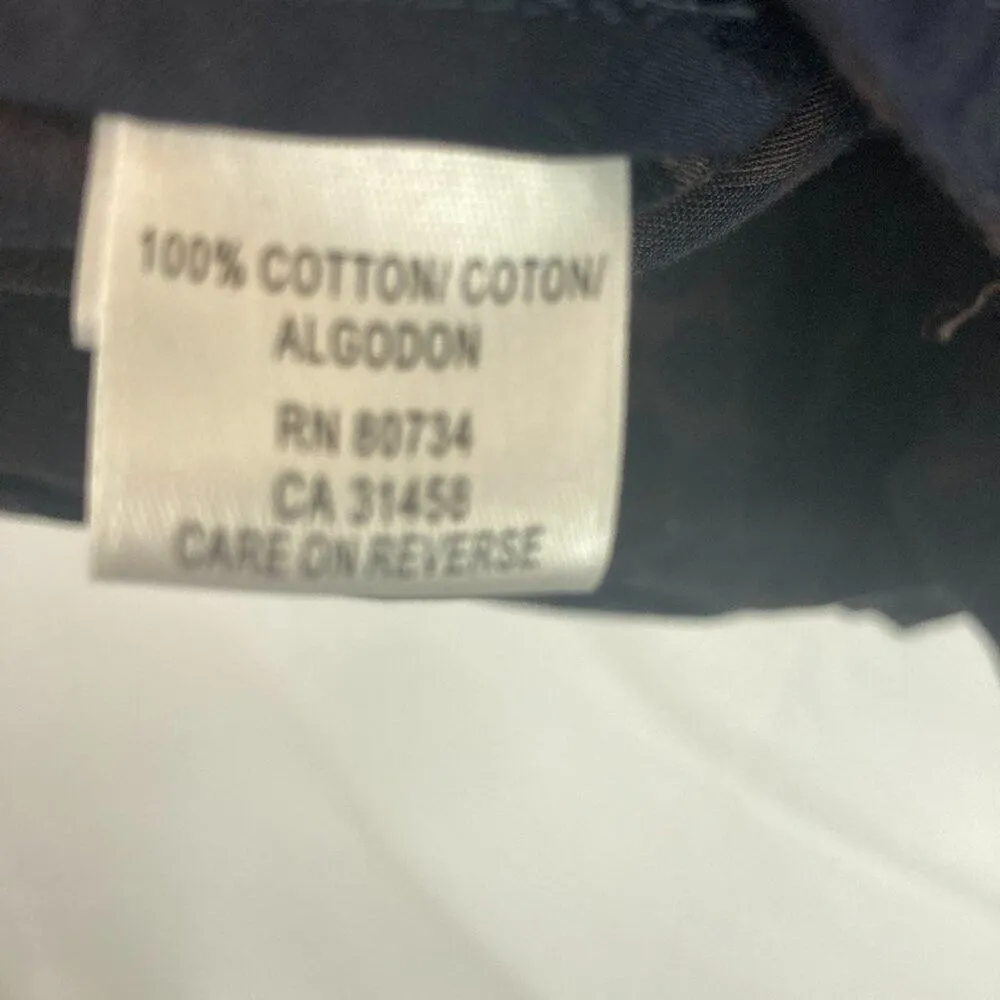 100% COTTON/ COTON/
ALGODON
RN 80734
CA 31458
CARE ON REVERSE